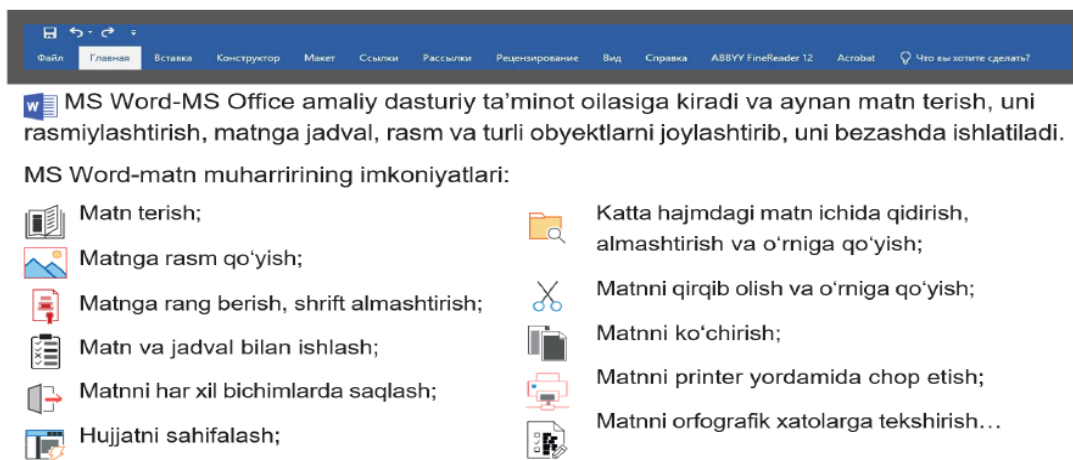 Файл Главная Вставка Конструктор Макет Ссылки Рассылки Рецензирование Вид Справка ABBYY FineReader 12 Acrobat Что вы хотите сделать?
MS Word-MS Office amaliy dasturiy ta’minot oilasiga kiradi va aynan matn terish, uni
rasmiylashtirish, matnga jadval, rasm va turli obyektlarni joylashtirib, uni bezashda ishlatiladi.
MS Word-matn muharririning imkoniyatlari:
Matn terish;
Matnga rasm qo‘yish;
Matnga rang berish, shrift almashtirish;
Matn va jadval bilan ishlash;
Matnni har xil bichimlarda saqlash;
Hujjatni sahifalash;
Katta hajmdagi matn ichida qidirish,
almashtirish va o‘rniga qo‘yish;
Matnni qirqib olish va o‘rniga qo‘yish;
Matnni ko‘chirish;
Matnni printer yordamida chop etish;
Matnni orfografik xatolarga tekshirish…